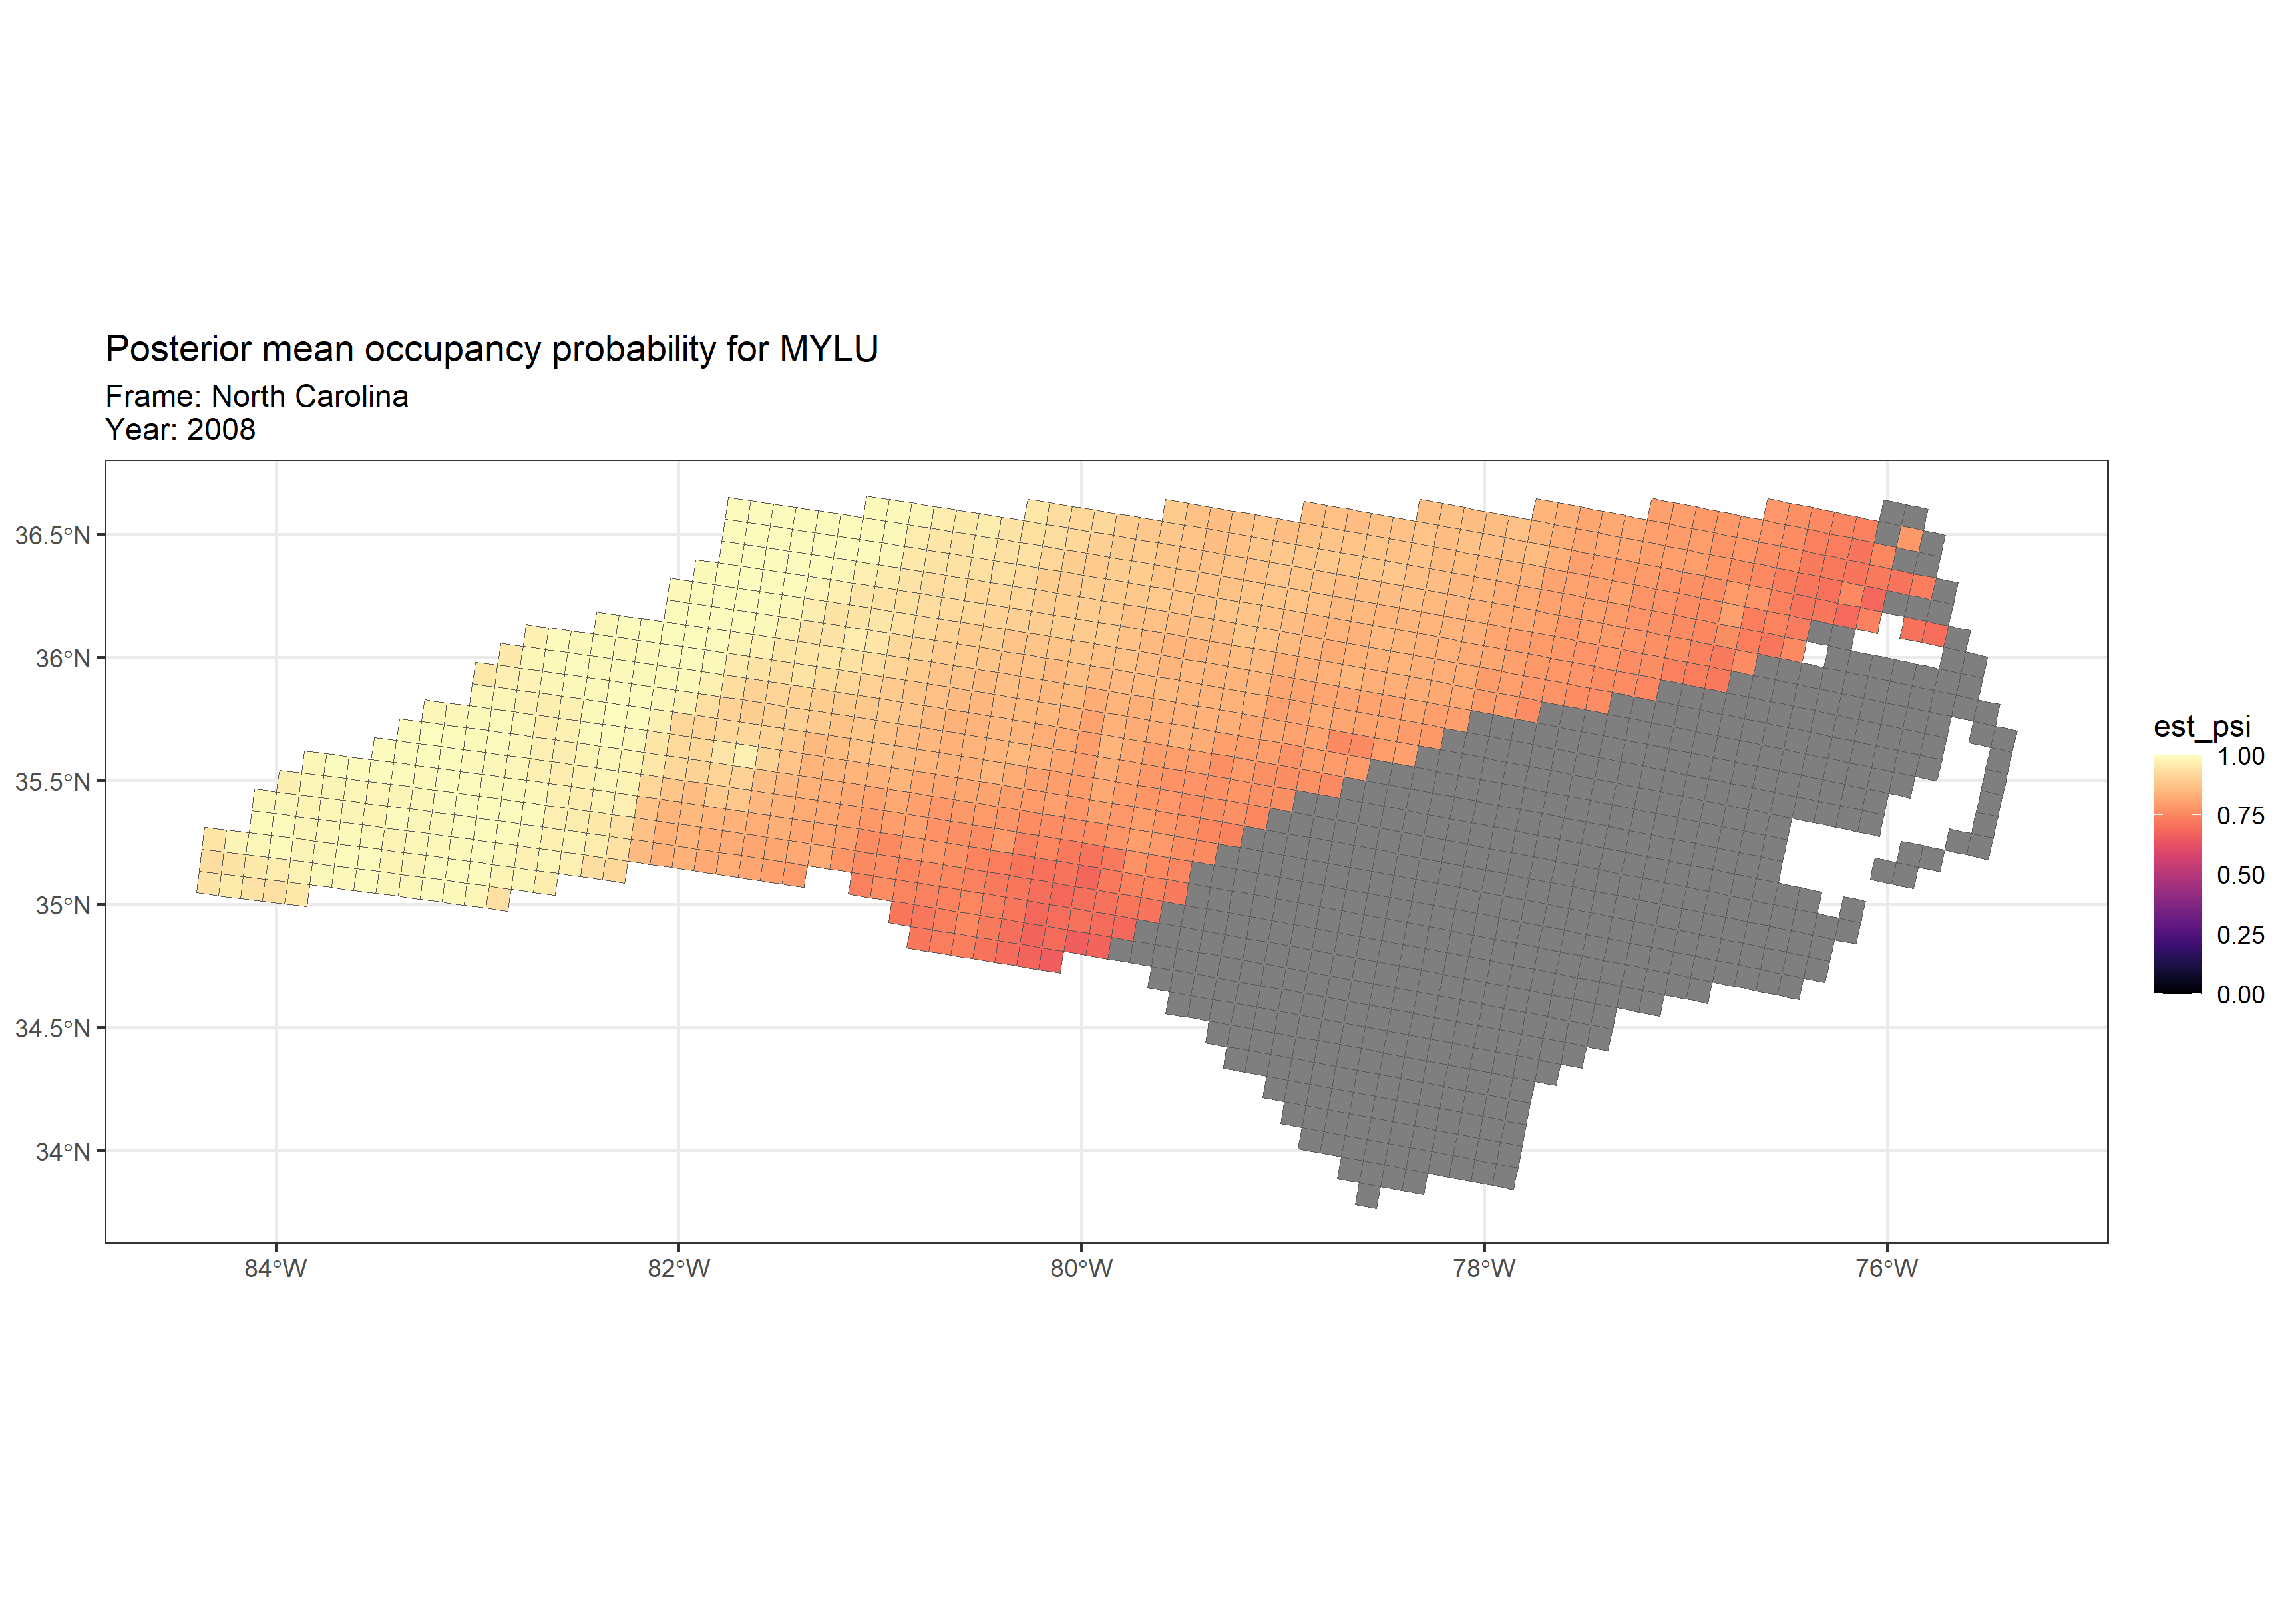 Posterior mean occupancy probability for MYLU
Frame: North Carolina
Year: 2008
36.5°N
36°N
35.5°N
35°N
34.5°N
34°N
84°W
82°W
80°W
78°W
76°W
est_psi
1.00
0.75
0.50
0.25
0.00